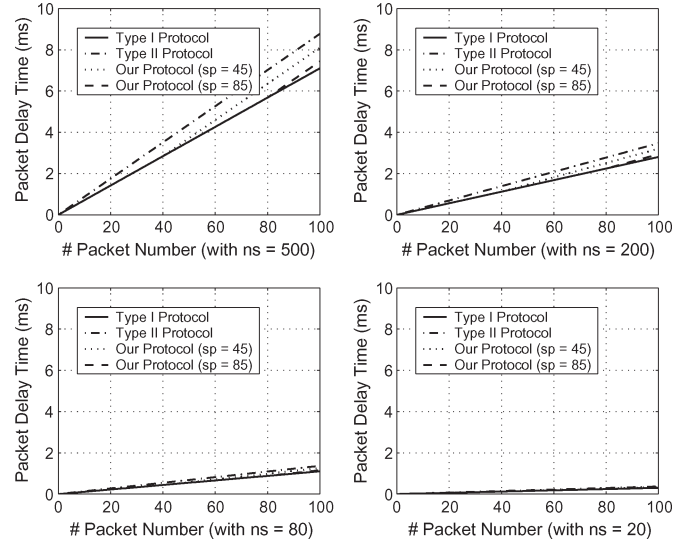 Packet Delay Time (ms)
10
8
6
4
2
0
Type I Protocol
Type II Protocol
Our Protocol (sp = 45)
Our Protocol (sp = 85)
0 20 40 60 80 100
# Packet Number (with ns = 500)
Packet Delay Time (ms)
10
8
6
4
2
0
Type I Protocol
Type II Protocol
Our Protocol (sp = 45)
Our Protocol (sp = 85)
0 20 40 60 80 100
# Packet Number (with ns = 200)
Packet Delay Time (ms)
10
8
6
4
2
0
Type I Protocol
Type II Protocol
Our Protocol (sp = 45)
Our Protocol (sp = 85)
0 20 40 60 80 100
# Packet Number (with ns = 80)
Packet Delay Time (ms)
10
8
6
4
2
0
Type I Protocol
Type II Protocol
Our Protocol (sp = 45)
Our Protocol (sp = 85)
0 20 40 60 80 100
# Packet Number (with ns = 20)